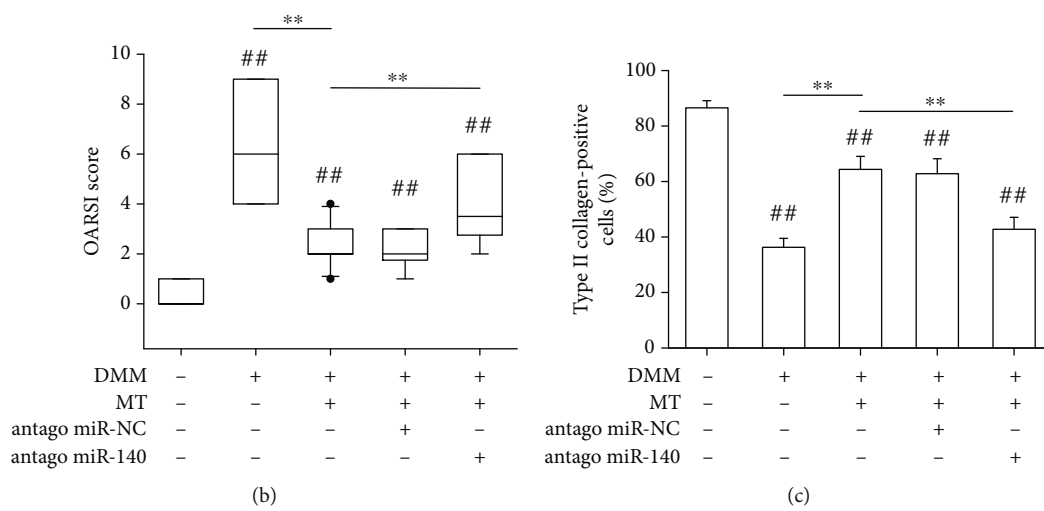 **
10
##
8
**
##
6
##
##
4
2
0
OARSI score
DMM – + + + +
MT – – + + +
antago miR-NC – – – + –
antago miR-140 – – – – +
(b)
100
**
**
80
##
##
60
##
##
40
20
0
Type II collagen-positive
cells (%)
DMM – + + + +
MT – – + + +
antago miR-NC – – – + –
antago miR-140 – – – – +
(c)